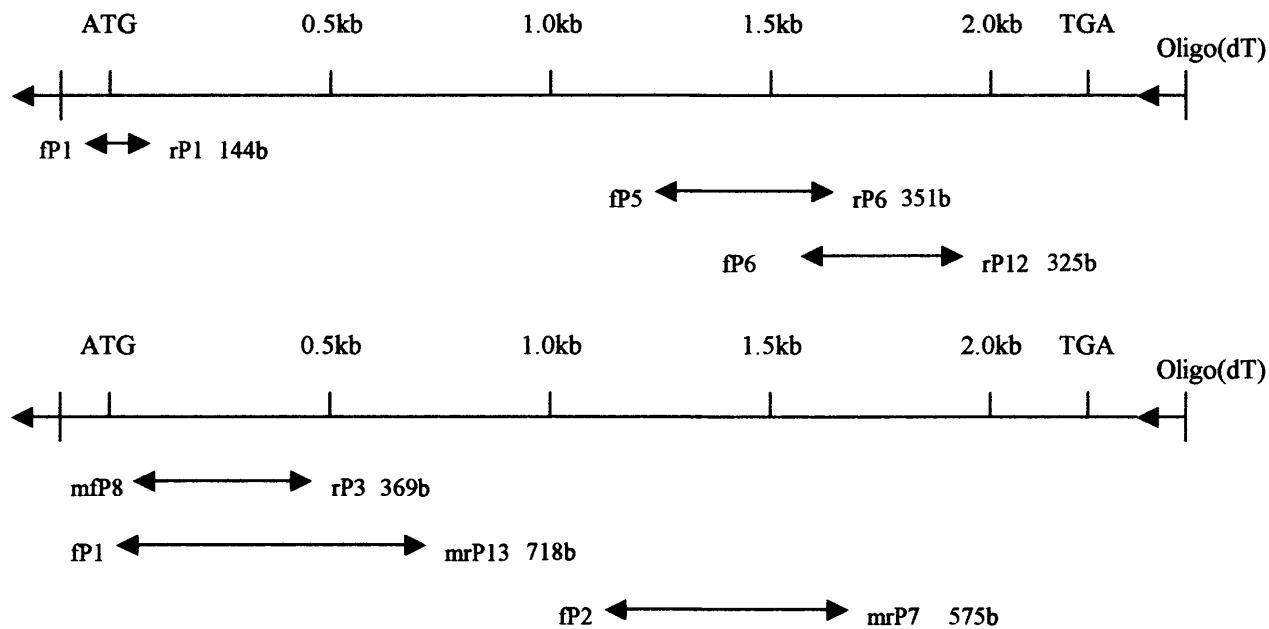 ATG 0.5kb 1.0kb 1.5kb 2.0kb TGA
Oligo(dT)
fP1 rP1 144b
fP5 rP6 351b
fP6 rP12 325b
ATG 0.5kb 1.0kb 1.5kb 2.0kb TGA
Oligo(dT)
mfP8 rP3 369b
fP1 mrP13 718b
fP2 mrP7 575b